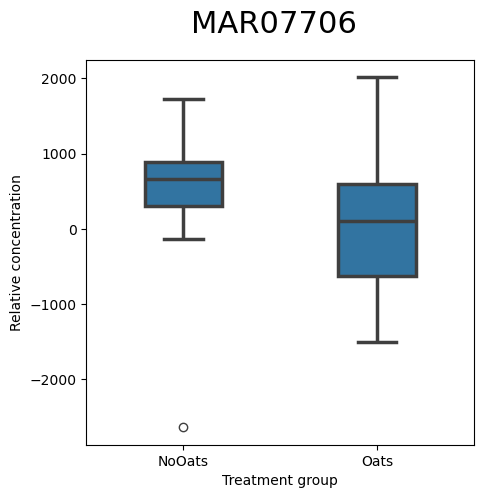 MAR07706
Relative concentration
2000
1000
0
−1000
−2000
NoOats
Oats
Treatment group